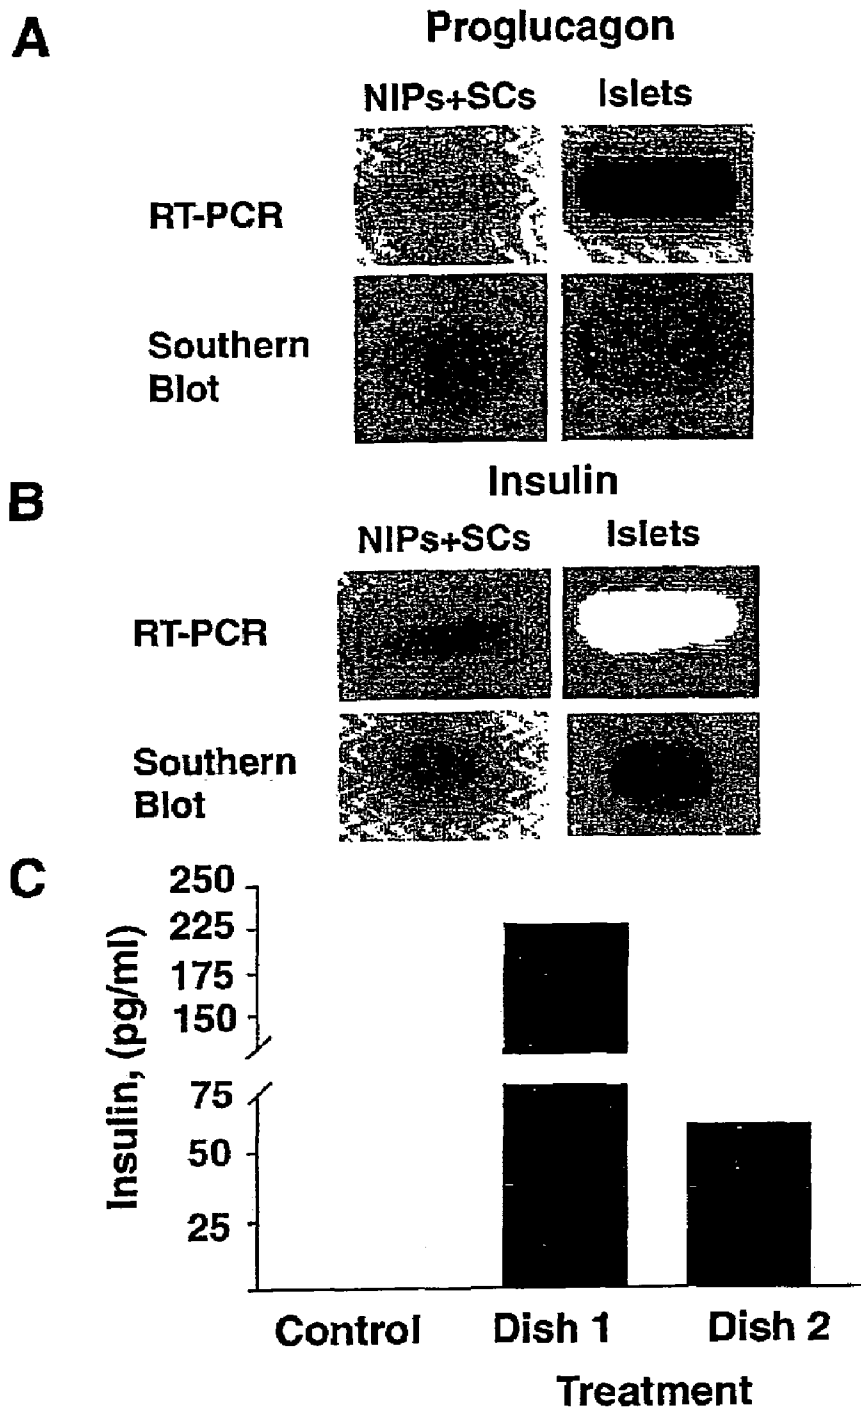 A
Proglucagon
NIPs+SCs Islets
RT-PCR
Southern
Blot
B
Insulin
NIPs+SCs Islets
RT-PCR
Southern
Blot
C
Insulin, (pg/ml)
250
225
175
150
75
50
25
Control Dish 1 Dish 2
Treatment